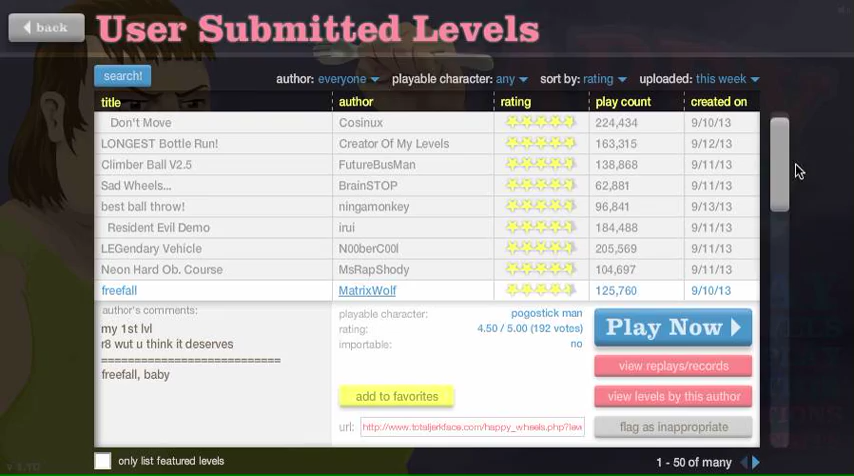 back
User Submitted Levels
search!
author: everyone playable character: any sort by: rating uploaded: this week
title author rating play count created on
Don't Move Cosinux 224,434 9/10/13
LONGEST Bottle Run! Creator Of My Levels 163,315 9/12/13
Climber Ball V2.5 FutureBusMan 138,868 9/11/13
Sad Wheels... BrainSTOP 62,881 9/11/13
best ball throw! ningamonkey 96,841 9/13/13
Resident Evil Demo irui 184,488 9/11/13
LEGendary Vehicle N00berC00l 205,569 9/11/13
Neon Hard Ob. Course MsRapShody 104,697 9/11/13
freefall MatrixWolf 125,760 9/10/13
author's comments:
my 1st lvl
r8 wut u think it deserves
============================
freefall, baby
playable character: pogostick man
rating: 4.50 / 5.00 (192 votes)
importable: no
add to favorites
url: http://www.totaljerkface.com/happy_wheels.php?lev
Play Now
view replays/records
view levels by this author
flag as inappropriate
only list featured levels
1 - 50 of many